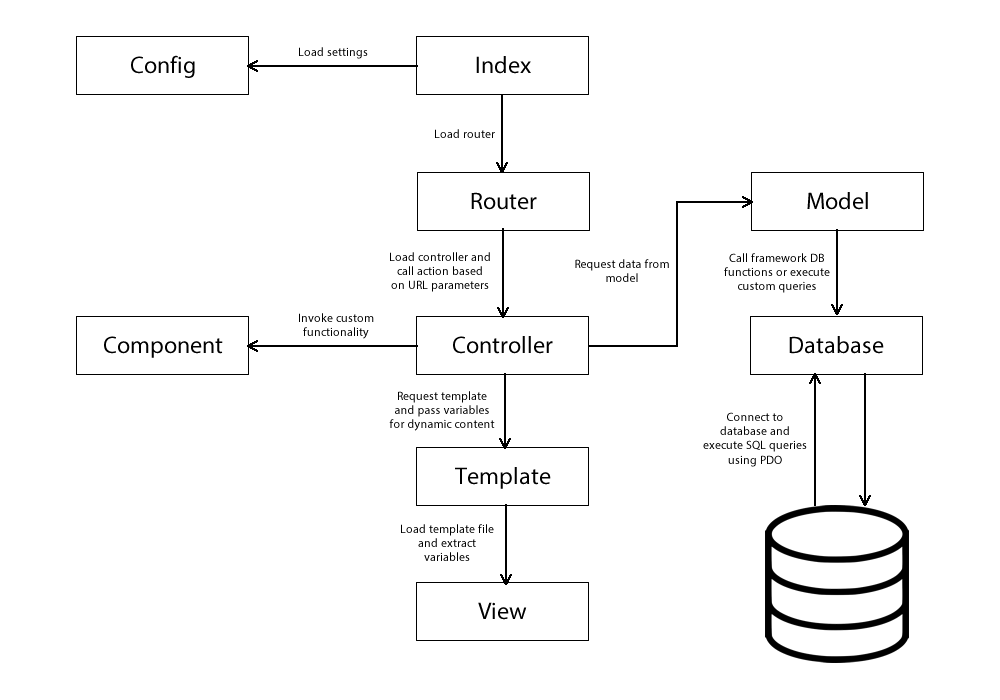 Config
Load settings
Index
Load router
Router
Model
Load controller and
call action based
on URL parameters
Request data from
model
Call framework DB
functions or execute
custom queries
Component
Invoke custom
functionality
Controller
Database
Request template
and pass variables
for dynamic content
Connect to
database and
execute SQL queries
using PDO
Template
Load template file
and extract
variables
View